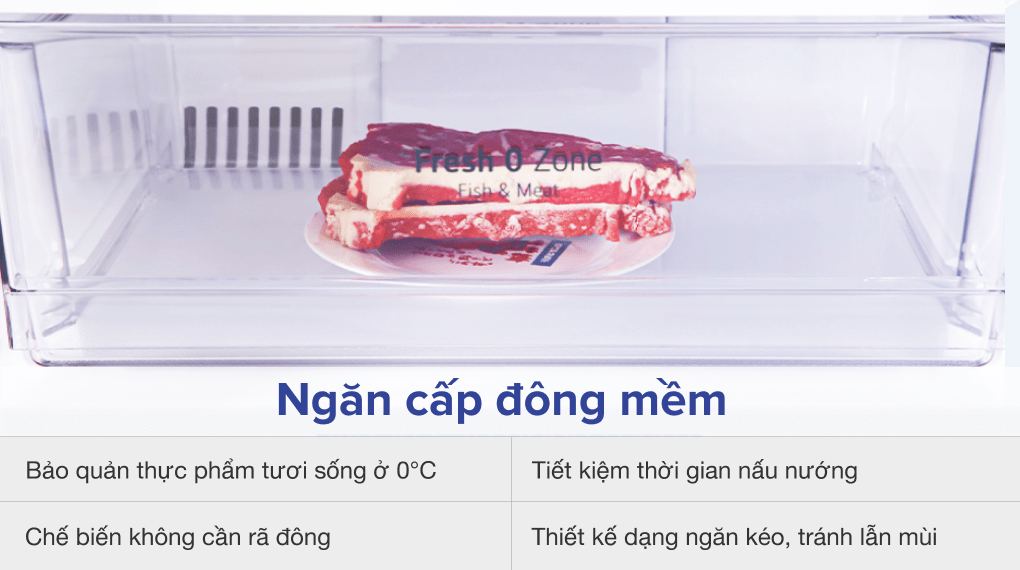 Fresh 0 Zone
Fish & Meat
Ngăn cấp đông mềm
Bảo quản thực phẩm tươi sống ở 0°C
Tiết kiệm thời gian nấu nướng
Chế biến không cần rã đông
Thiết kế dạng ngăn kéo, tránh lẫn mùi